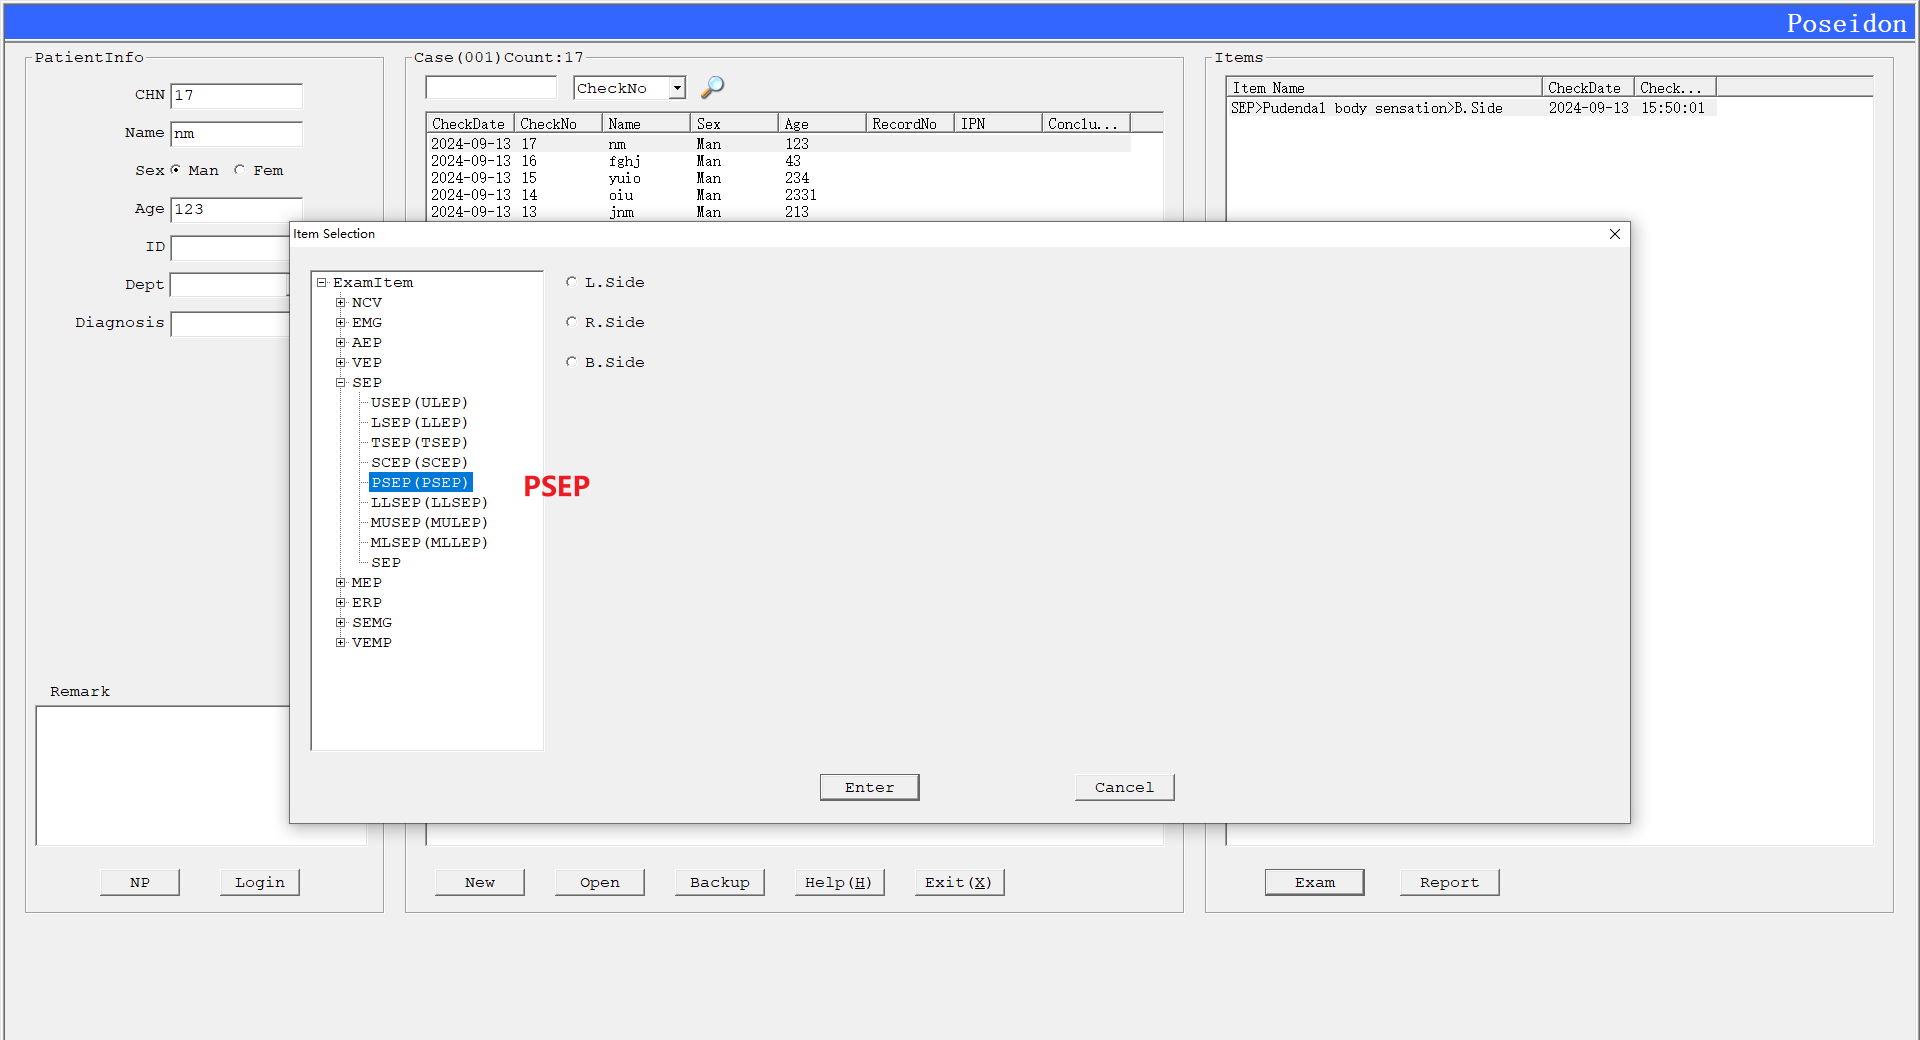 Poseidon
PatientInfo
CHN 17
Name nm
Sex Man Fem
Age 123
ID
Dept
Diagnosis
Remark
NP Login
Case(001)Count:17
CheckNo
CheckDate CheckNo Name Sex Age RecordNo IPN Conclu...
2024-09-13 17 nm Man 123
2024-09-13 16 fghj Man 43
2024-09-13 15 yuio Man 234
2024-09-13 14 oiu Man 2331
2024-09-13 13 jnm Man 213
New Open Backup Help(H) Exit(X)
Items
Item Name CheckDate Check...
SEP>Pudendal body sensation>B.Side 2024-09-13 15:50:01
Exam Report
Item Selection
ExamItem
NCV
EMG
AEP
VEP
SEP
USEP(ULEP)
LSEP(LLEP)
TSEP(TSEP)
SCEP(SCEP)
PSEP(PSEP)
LLSEP(LLSEP)
MUSEP(MULEP)
MLSEP(MLLEP)
SEP
MEP
ERP
SEMG
VEMP
PSEP
L.Side
R.Side
B.Side
Enter Cancel